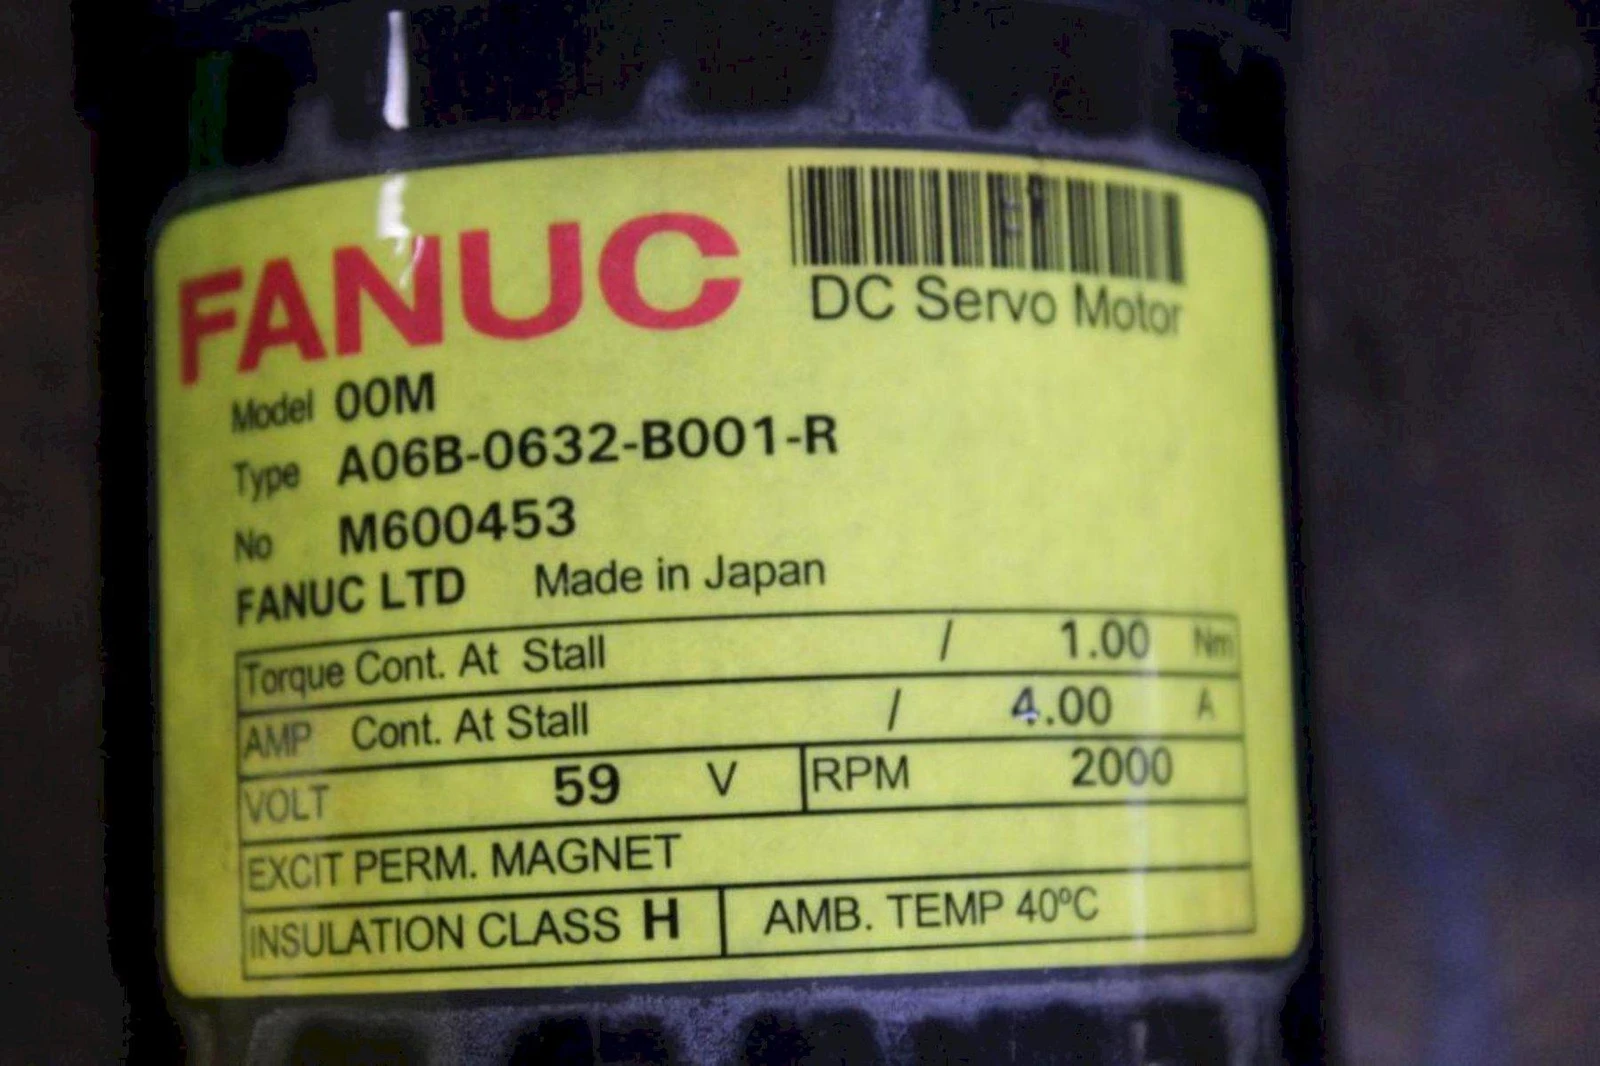 FANUC
DC Servo Motor
Model 00M
Type A06B-0632-B001-R
No M600453
FANUC LTD Made in Japan
Torque Cont. At Stall / 1.00 Nm
AMP Cont. At Stall / 4.00 A
VOLT 59 V RPM 2000
EXCIT PERM. MAGNET
INSULATION CLASS H AMB. TEMP 40ºC